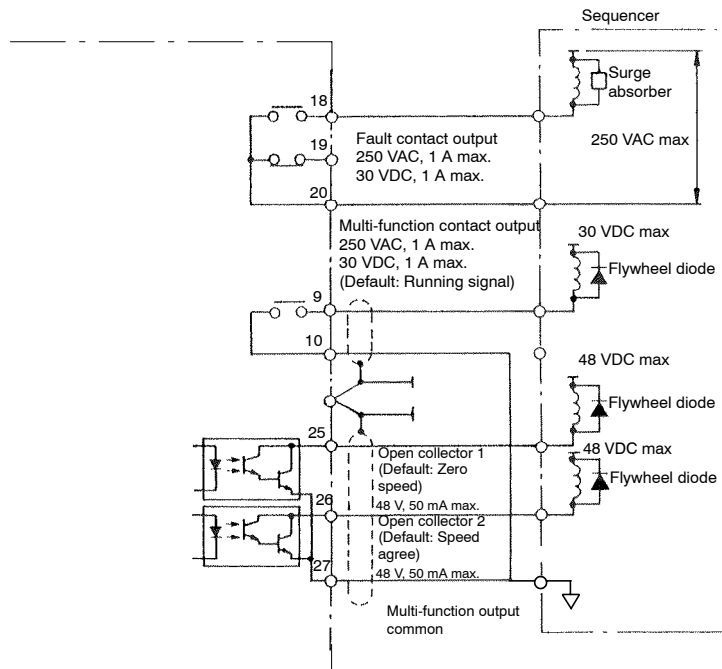 Sequencer
Surge
absorber
18
250 VAC max
Fault contact output
250 VAC, 1 A max.
30 VDC, 1 A max.
19
20
Multi-function contact output
250 VAC, 1 A max.
30 VDC, 1 A max.
(Default: Running signal)
30 VDC max
Flywheel diode
9
10
48 VDC max
Flywheel diode
25
Open collector 1
(Default: Zero
speed)
48 V, 50 mA max.
48 VDC max
Flywheel diode
26
Open collector 2
(Default: Speed
agree)
48 V, 50 mA max.
27
Multi-function output
common